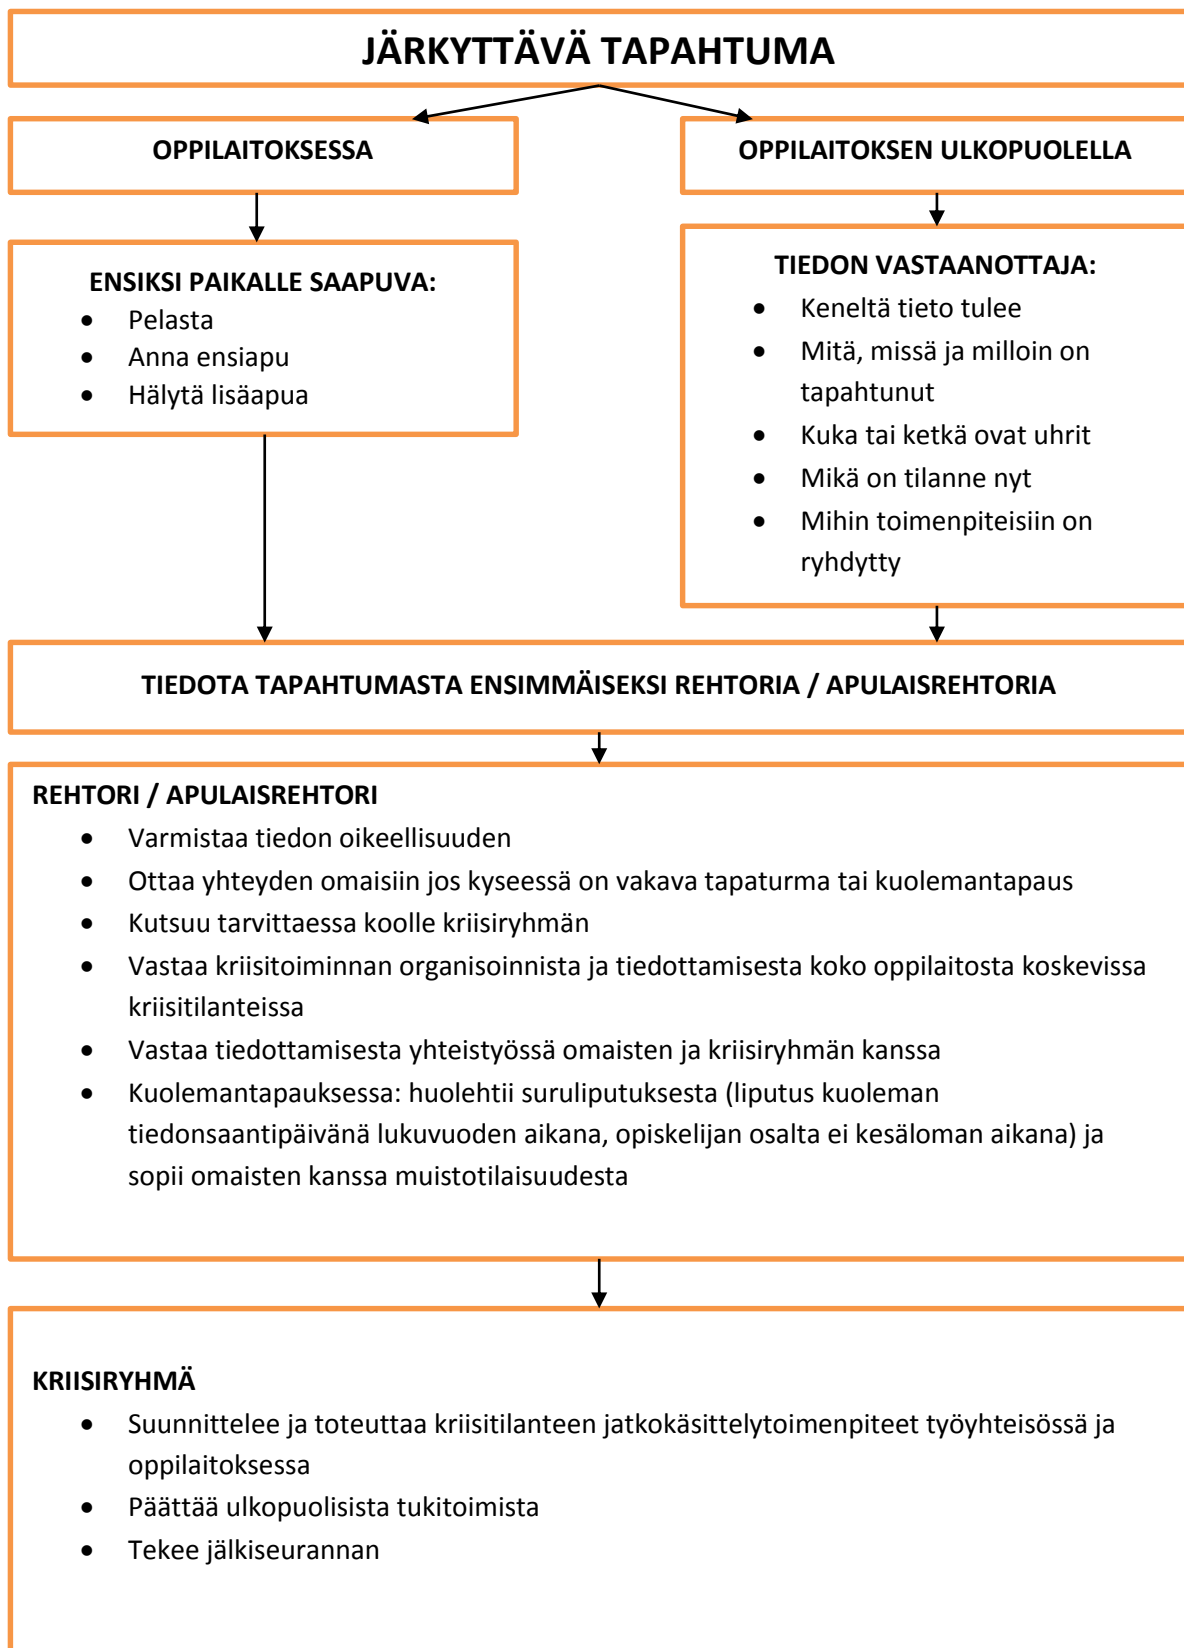 JÄRKYTTÄVÄ TAPAHTUMA
OPPILAITOKSESSA
OPPILAITOKSEN ULKOPUOLELLA
ENSIKSI PAIKALLE SAAPUVA:
• Pelasta
• Anna ensiapu
• Hälytä lisäapua
TIEDON VASTAANOTTAJA:
• Keneltä tieto tulee
• Mitä, missä ja milloin on
tapahtunut
• Kuka tai ketkä ovat uhrit
• Mikä on tilanne nyt
• Mihin toimenpiteisiin on
ryhdytty
TIEDOTA TAPAHTUMASTA ENSIMMÄISEKSI REHTORIA / APULAISREHTORIA
REHTORI / APULAISREHTORI
• Varmistaa tiedon oikeellisuuden
• Ottaa yhteyden omaisiin jos kyseessä on vakava tapaturma tai kuolemantapaus
• Kutsuu tarvittaessa koolle kriisiryhmän
• Vastaa kriisitoiminnan organisoinnista ja tiedottamisesta koko oppilaitosta koskevissa
kriisitilanteissa
• Vastaa tiedottamisesta yhteistyössä omaisten ja kriisiryhmän kanssa
• Kuolemantapauksessa: huolehtii suruliputuksesta (liputus kuoleman
tiedonsaantipäivänä lukuvuoden aikana, opiskelijan osalta ei kesäloman aikana) ja
sopii omaisten kanssa muistotilaisuudesta
KRIISIRYHMÄ
• Suunnittelee ja toteuttaa kriisitilanteen jatkokäsittelytoimenpiteet työyhteisössä ja
oppilaitoksessa
• Päättää ulkopuolisista tukitoimista
• Tekee jälkiseurannan